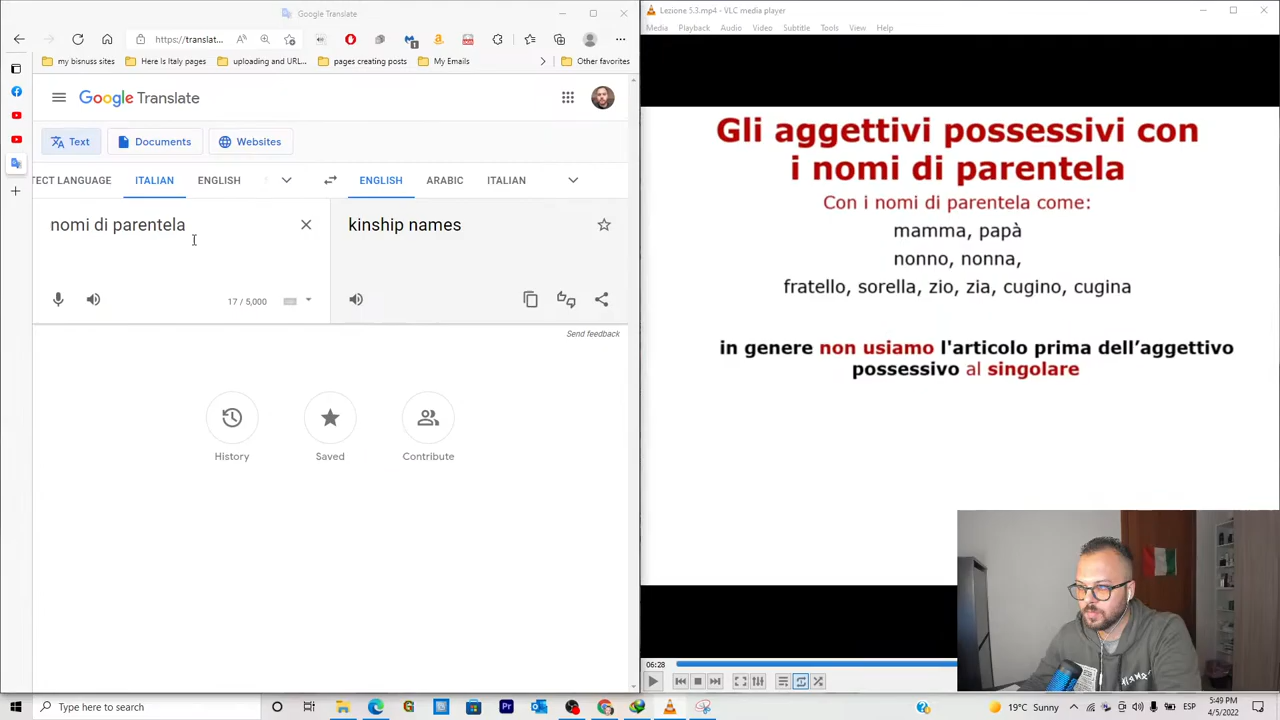 Google Translate
my bisnuss sites
Here Is Italy pages
uploading and URL...
pages creating posts
My Emails
Other favorites
Google Translate
Text
Documents
Websites
TECT LANGUAGE
ITALIAN
ENGLISH
ENGLISH
ARABIC
ITALIAN
nomi di parentela
kinship names
17 / 5,000
Send feedback
History
Saved
Contribute
Lezione 5.3.mp4 - VLC media player
Media Playback Audio Video Subtitle Tools View Help
Gli aggettivi possessivi con
i nomi di parentela
Con i nomi di parentela come:
mamma, papà
nonno, nonna,
fratello, sorella, zio, zia, cugino, cugina
in genere non usiamo l'articolo prima dell’aggettivo
possessivo al singolare
06:28
Type here to search
19°C Sunny
ESP
5:49 PM
4/5/2022